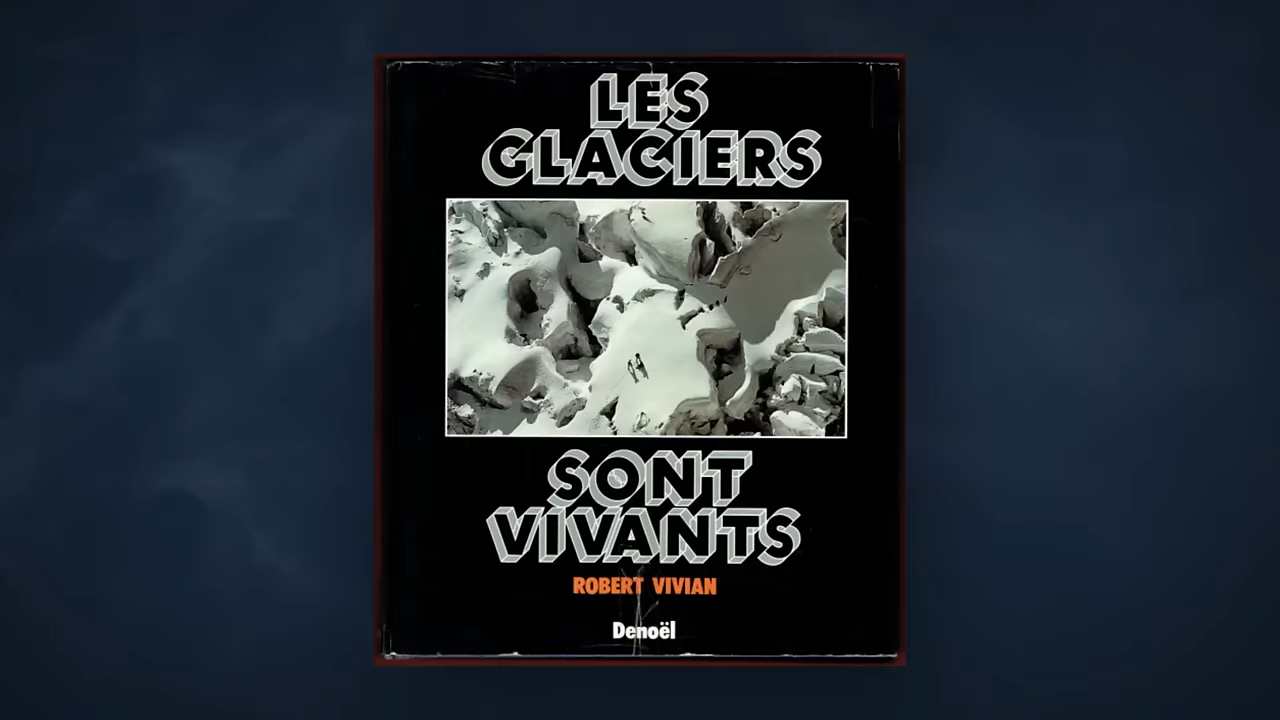 LES
GLACIERS
SONT
VIVANTS
ROBERT VIVIAN
Denoël